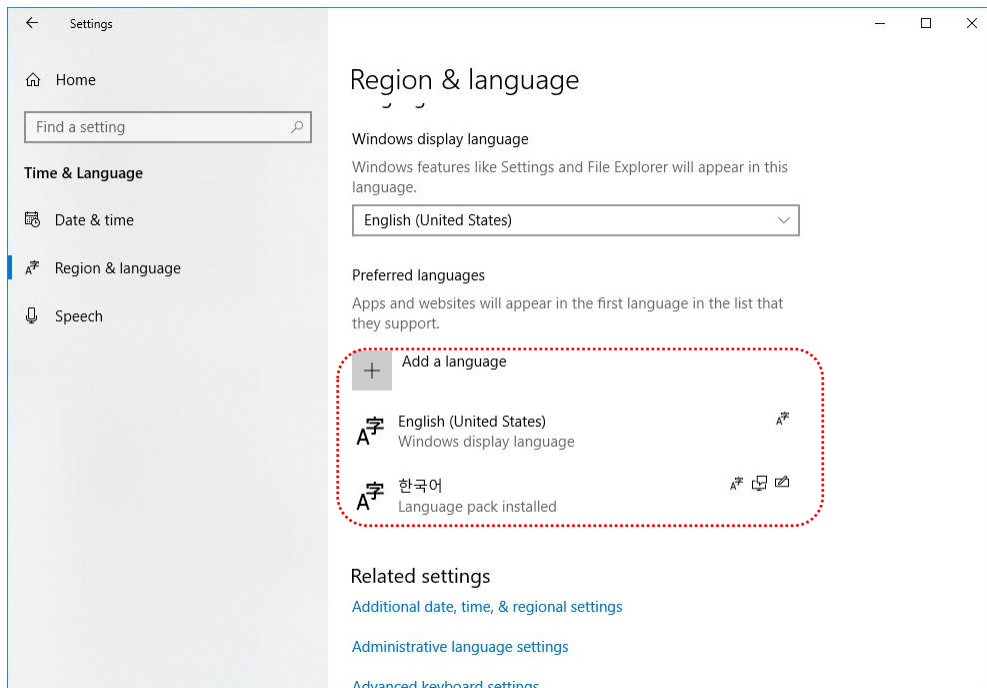 Settings
Home
Find a setting
Time & Language
Date & time
Region & language
Speech
Region & language
Windows display language
Windows features like Settings and File Explorer will appear in this
language.
English (United States)
Preferred languages
Apps and websites will appear in the first language in the list that
they support.
Add a language
English (United States)
Windows display language
한국어
Language pack installed
Related settings
Additional date, time, & regional settings
Administrative language settings
Advanced keyboard settings